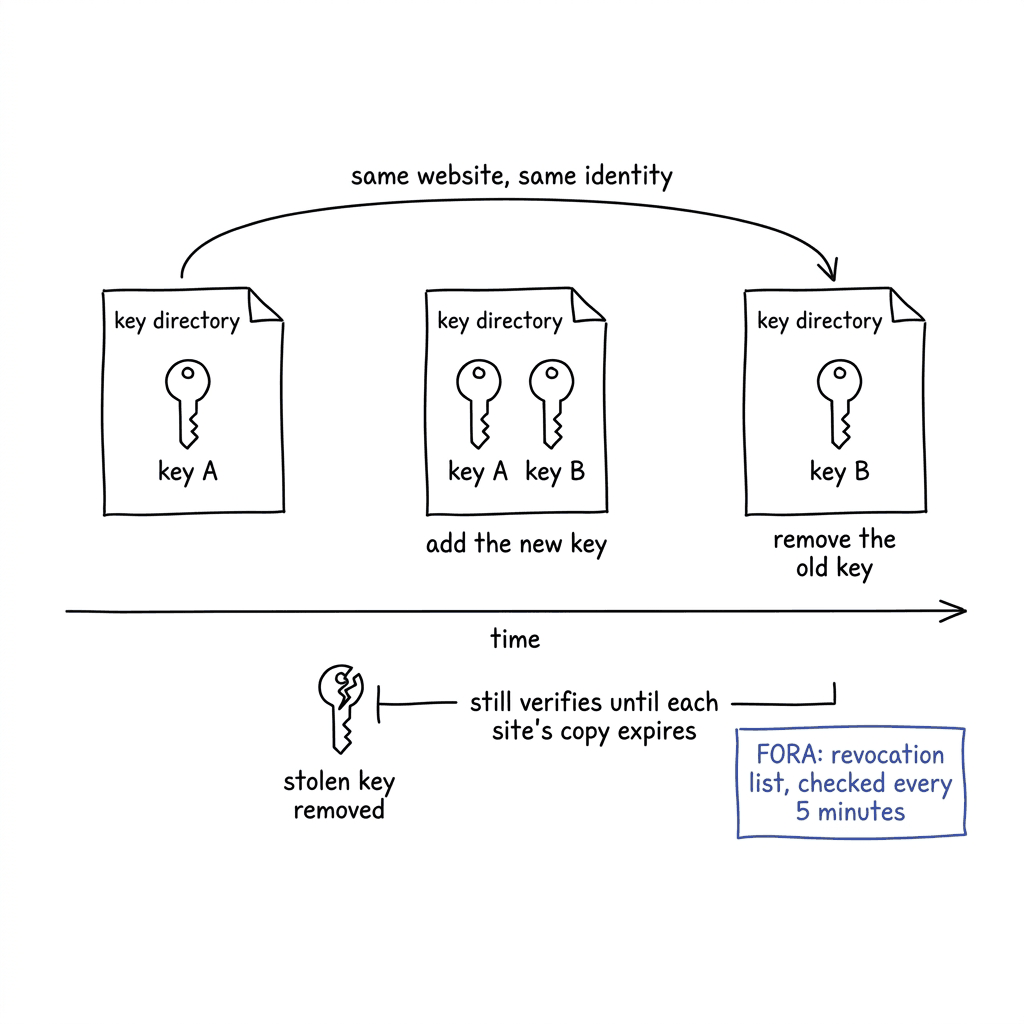 same website, same identity
key directory
key A
key directory
key A key B
add the new key
key directory
key B
remove the
old key
time
stolen key
removed
still verifies until each
site's copy expires
FORA: revocation
list, checked every
5 minutes